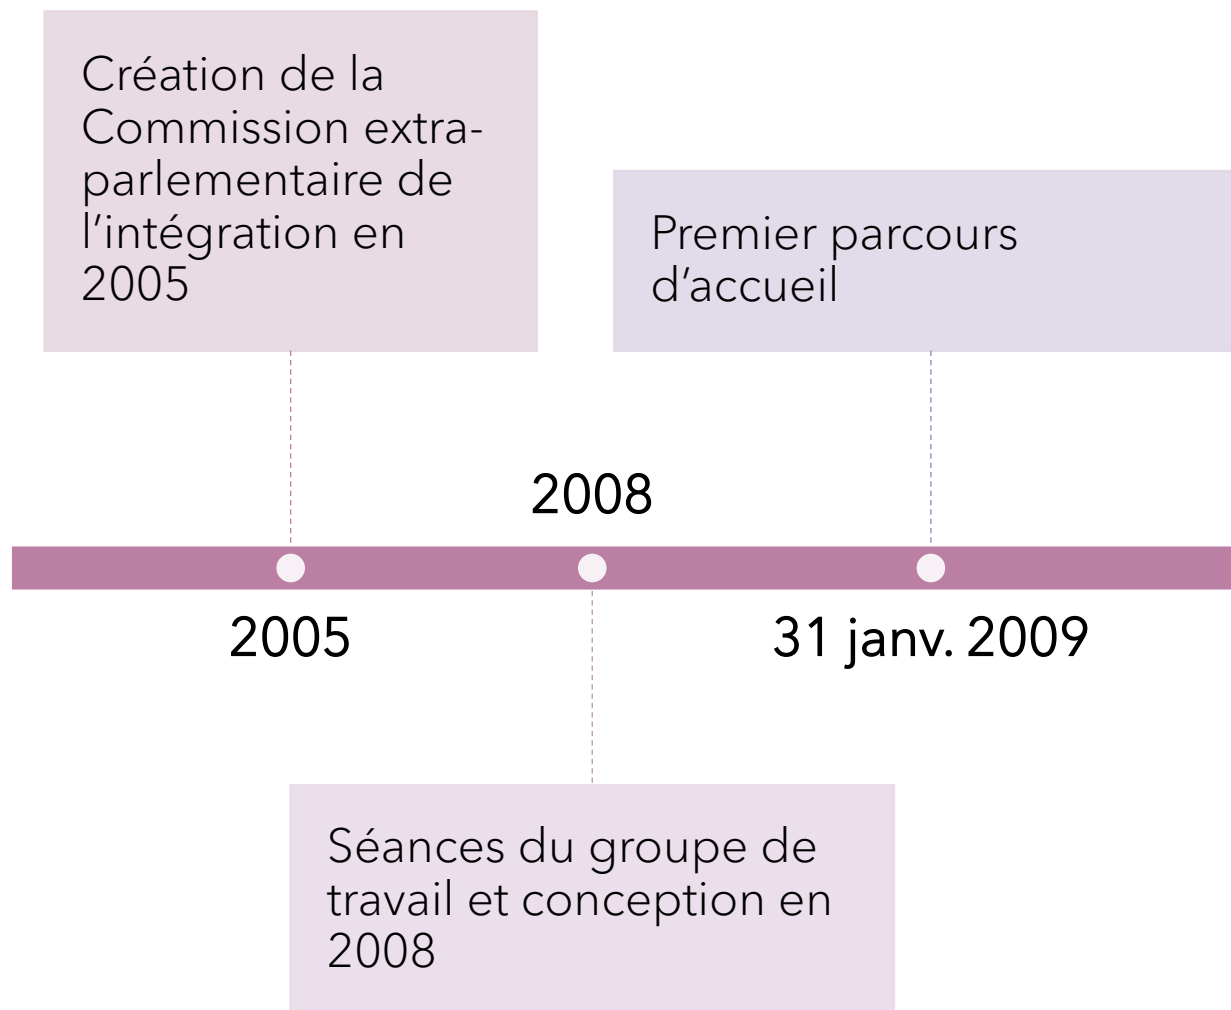 Création de la
Commission extra-
parlementaire de
l’intégration en
2005
Premier parcours
d’accueil
2008
2005
31 janv. 2009
Séances du groupe de
travail et conception en
2008